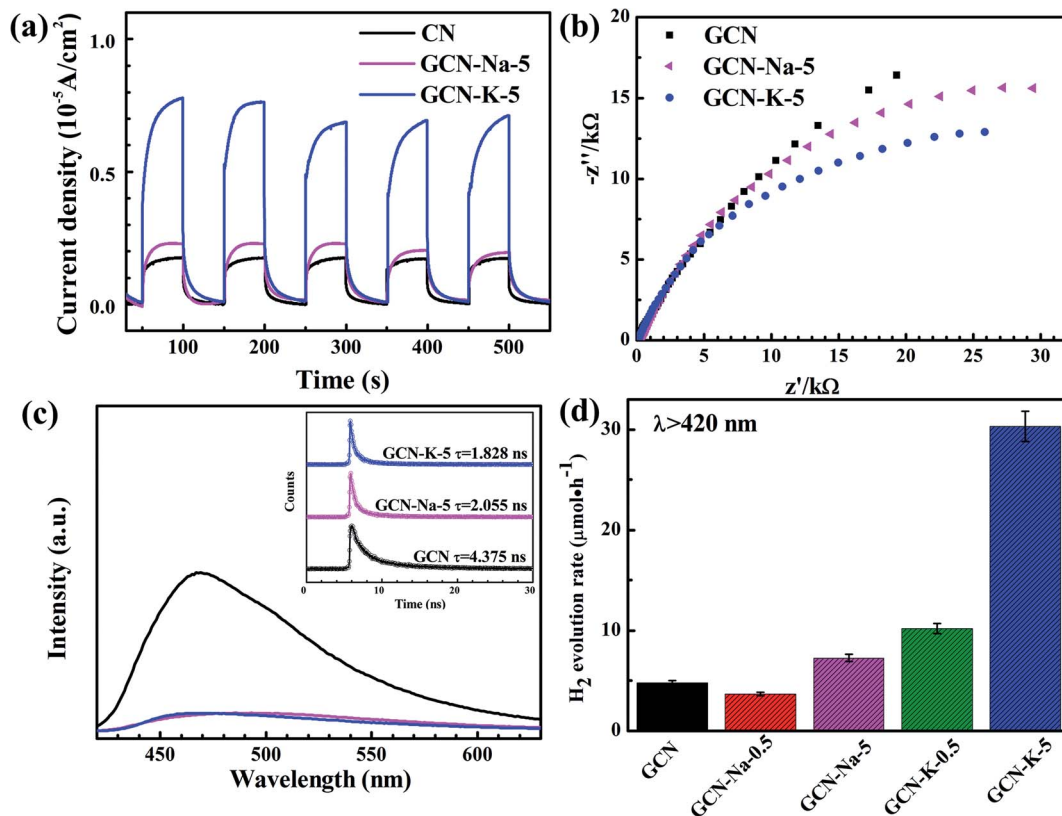 (a)
CN
GCN-Na-5
GCN-K-5
1.0
0.5
0.0
Current density (10⁻⁵A/cm²)
100 200 300 400 500
Time (s)
(b)
GCN
GCN-Na-5
GCN-K-5
20
15
10
5
0
-z''/kΩ
0 5 10 15 20 25 30
z'/kΩ
(c)
GCN-K-5 τ=1.828 ns
GCN-Na-5 τ=2.055 ns
GCN τ=4.375 ns
Counts
0 10 20 30
Time (ns)
Intensity (a.u.)
450 500 550 600
Wavelength (nm)
(d)
λ>420 nm
30
20
10
0
H₂ evolution rate (μmol•h⁻¹)
GCN
GCN-Na-0.5
GCN-Na-5
GCN-K-0.5
GCN-K-5